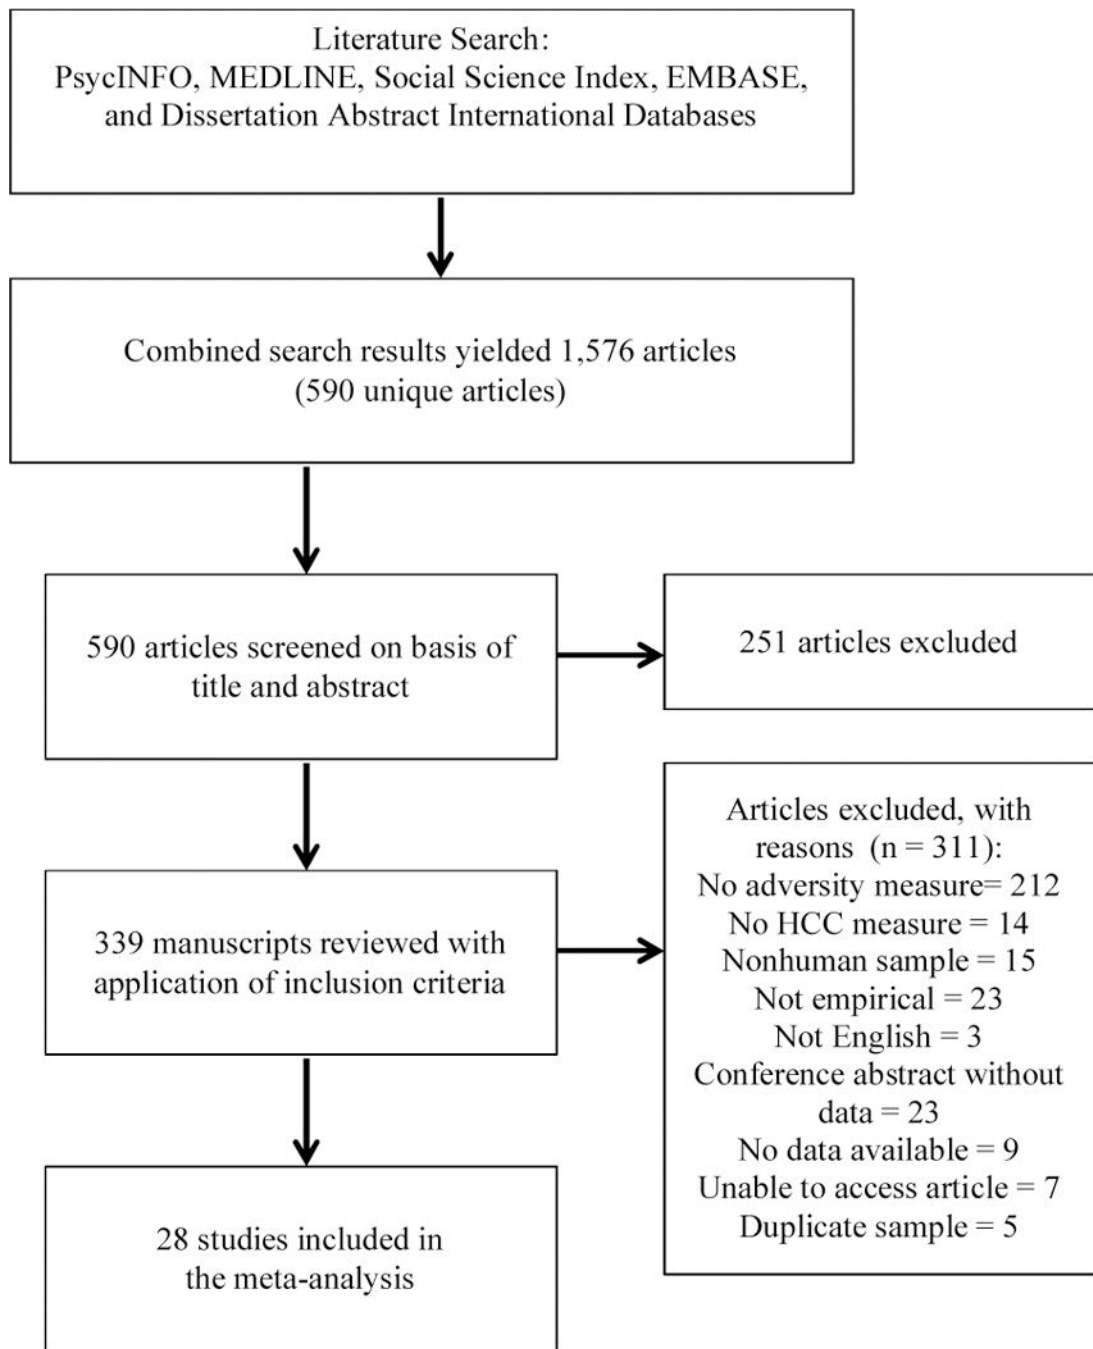 Literature Search:
PsycINFO, MEDLINE, Social Science Index, EMBASE,
and Dissertation Abstract International Databases
Combined search results yielded 1,576 articles
(590 unique articles)
590 articles screened on basis of
title and abstract
251 articles excluded
339 manuscripts reviewed with
application of inclusion criteria
Articles excluded, with
reasons (n = 311):
No adversity measure= 212
No HCC measure = 14
Nonhuman sample = 15
Not empirical = 23
Not English = 3
Conference abstract without
data = 23
No data available = 9
Unable to access article = 7
Duplicate sample = 5
28 studies included in
the meta-analysis